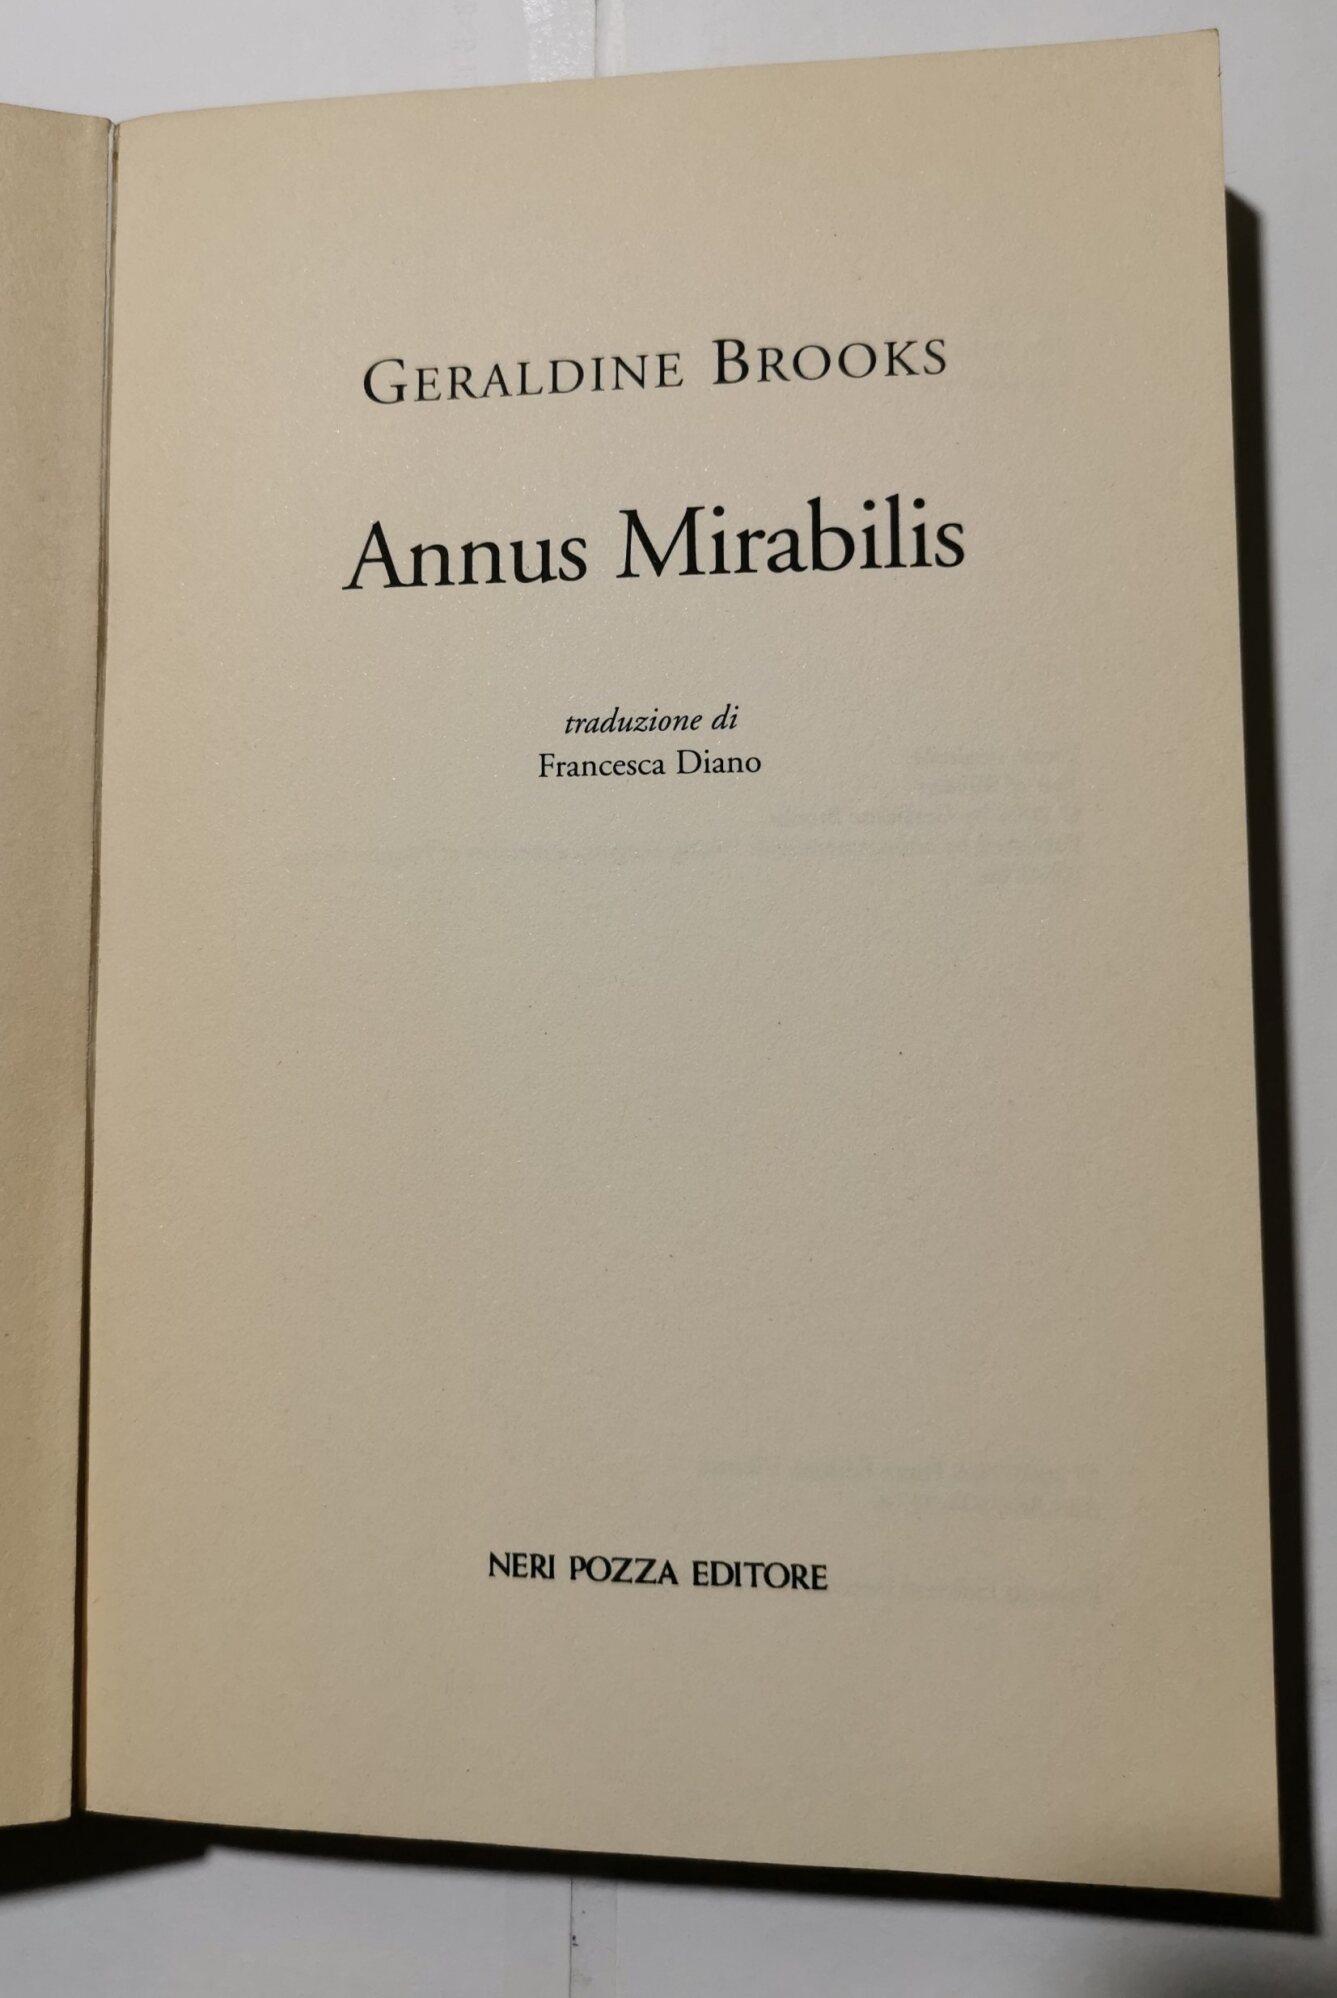 GERALDINE BROOKS
Annus Mirabilis
traduzione di
Francesca Diano
NERI POZZA EDITORE